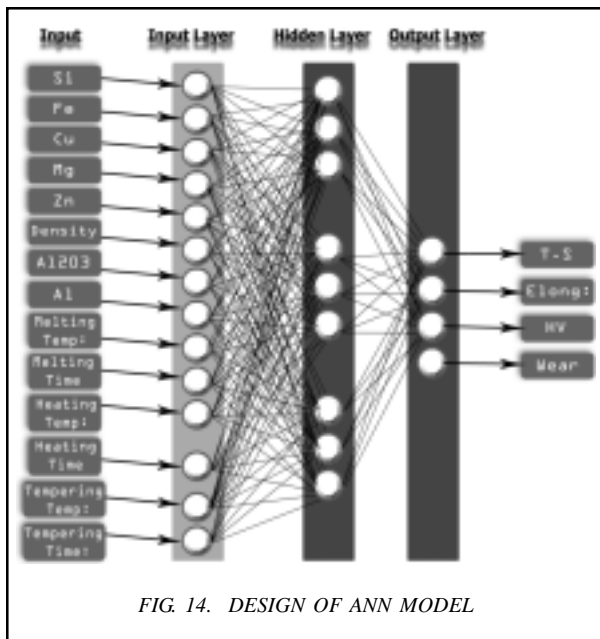 Input Input Layer Hidden Layer Output Layer
Si
Fe
Cu
Mg
Zn
Density
Al2O3
Al
Melting
Temp:
Melting
Time
Heating
Temp:
Heating
Time
Tempering
Temp:
Tempering
Time:
T-S
Elong:
HV
Wear
FIG. 14. DESIGN OF ANN MODEL